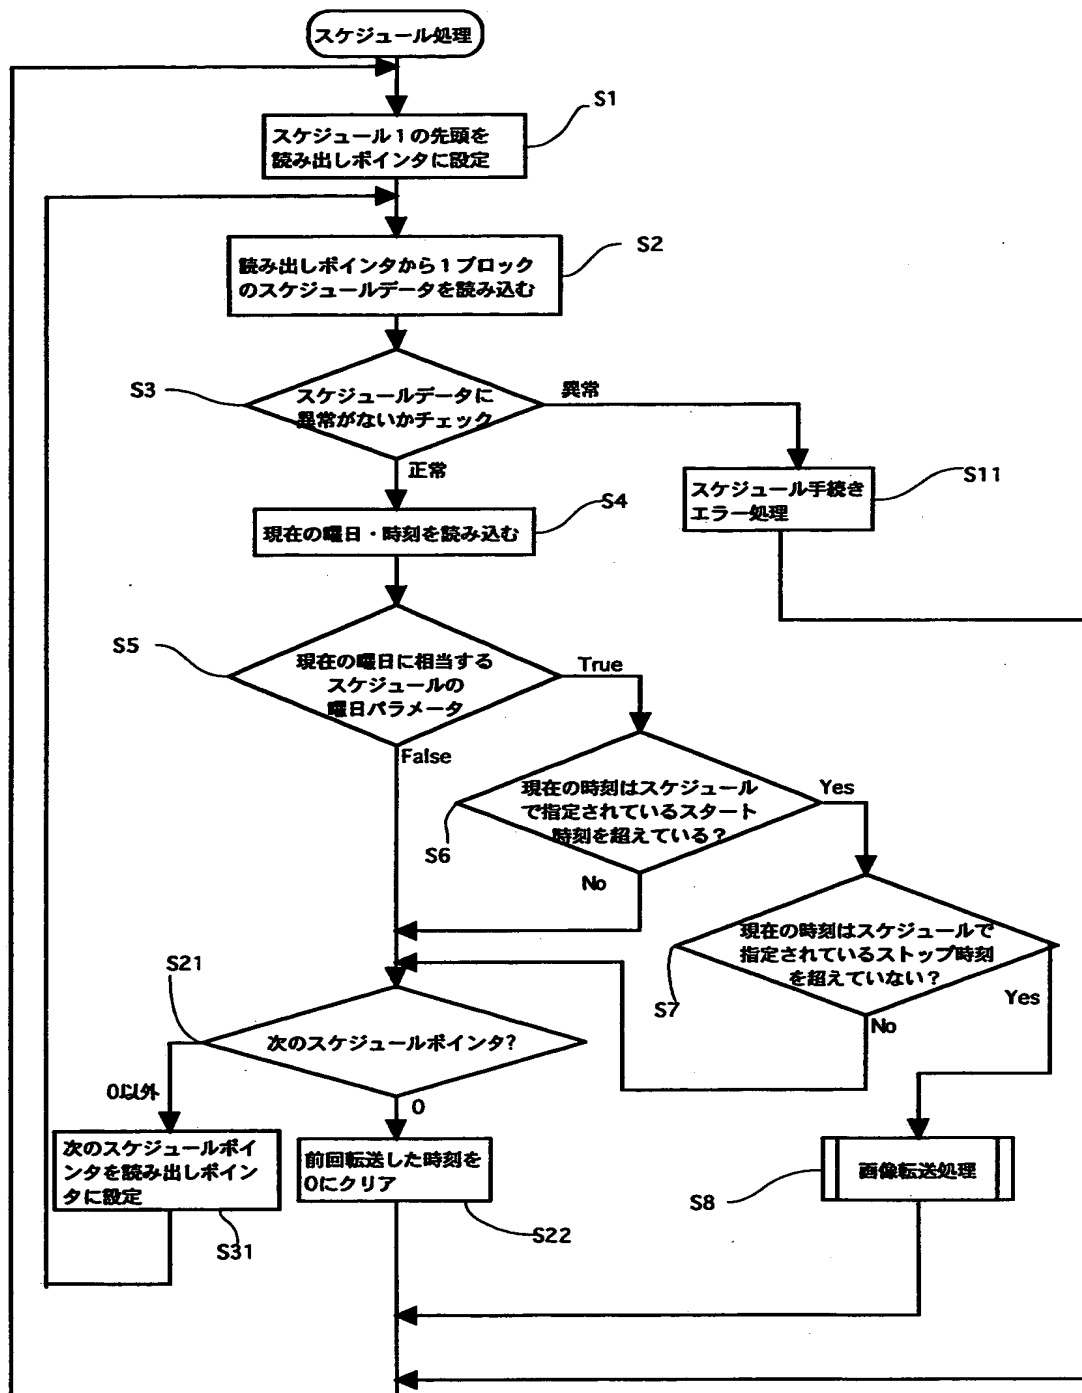 スケジュール処理
S1
スケジュール1の先頭を
読み出しポインタに設定
S2
読み出しポインタから1ブロック
のスケジュールデータを読み込む
S3
スケジュールデータに
異常がないかチェック
異常
正常
S11
スケジュール手続き
エラー処理
S4
現在の曜日・時刻を読み込む
S5
現在の曜日に相当する
スケジュールの
曜日パラメータ
True
False
現在の時刻はスケジュール
で指定されているスタート
時刻を超えている?
Yes
S6
No
現在の時刻はスケジュールで
指定されているストップ時刻
を超えていない?
S7
Yes
No
S21
次のスケジュールポインタ?
0以外
0
次のスケジュールポイ
ンタを読み出しポイン
タに設定
S31
前回転送した時刻を
0にクリア
S22
画像転送処理
S8